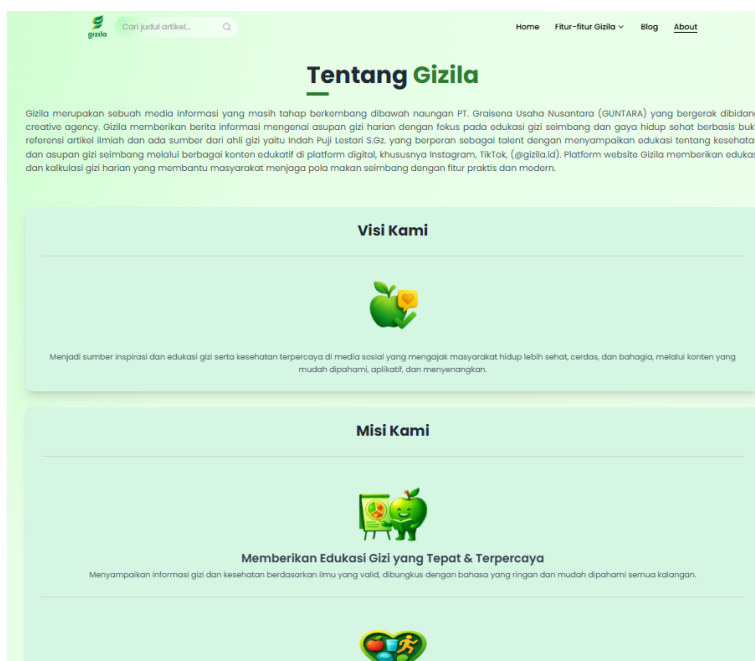 gizila
Cari judul artikel...
Home Fitur-fitur Gizila Blog About
Tentang Gizila
Gizila merupakan sebuah media informasi yang masih tahap berkembang dibawah naungan PT. Graisena Usaha Nusantara (GUNTARA) yang bergerak dibidang
creative agency. Gizila memberikan berita informasi mengenai asupan gizi harian dengan fokus pada edukasi gizi seimbang dan gaya hidup sehat berbasis buk
referensi artikel ilmiah dan ada sumber dari ahli gizi yaitu Indah Puji Lestari S.Gz. yang berperan sebagai talent dengan menyampaikan edukasi tentang kesehata
dan asupan gizi seimbang melalui berbagai konten edukatif di platform digital, khususnya Instagram, TikTok, (@gizila.id). Platform website Gizila memberikan edukas
dan kalkulasi gizi harian yang membantu masyarakat menjaga pola makan seimbang dengan fitur praktis dan modern.
Visi Kami
Menjadi sumber inspirasi dan edukasi gizi serta kesehatan terpercaya di media sosial yang mengajak masyarakat hidup lebih sehat, cerdas, dan bahagia, melalui konten yang
mudah dipahami, aplikatif, dan menyenangkan.
Misi Kami
Memberikan Edukasi Gizi yang Tepat & Terpercaya
Menyampaikan informasi gizi dan kesehatan berdasarkan ilmu yang valid, dibungkus dengan bahasa yang ringan dan mudah dipahami semua kalangan.